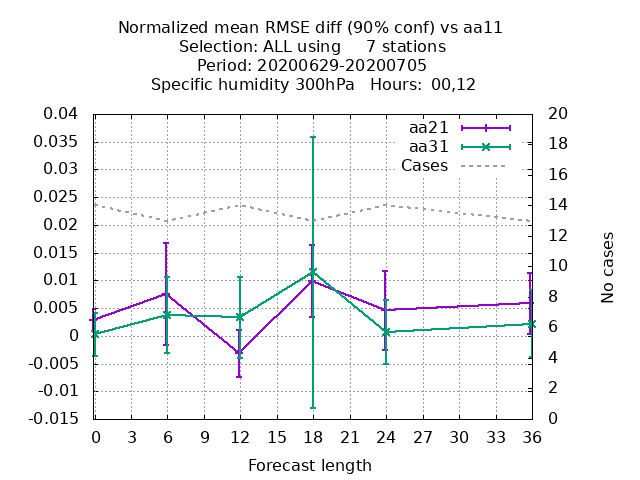 Normalized mean RMSE diff (90% conf) vs aa11
Selection: ALL using     7 stations
Period: 20200629-20200705
Specific humidity 300hPa   Hours: 00,12
0.04
0.035
0.03
0.025
0.02
0.015
0.01
0.005
0
-0.005
-0.01
-0.015
aa21
aa31
Cases
20
18
16
14
12
10
8
6
4
2
0
No cases
0 3 6 9 12 15 18 21 24 27 30 33 36
Forecast length